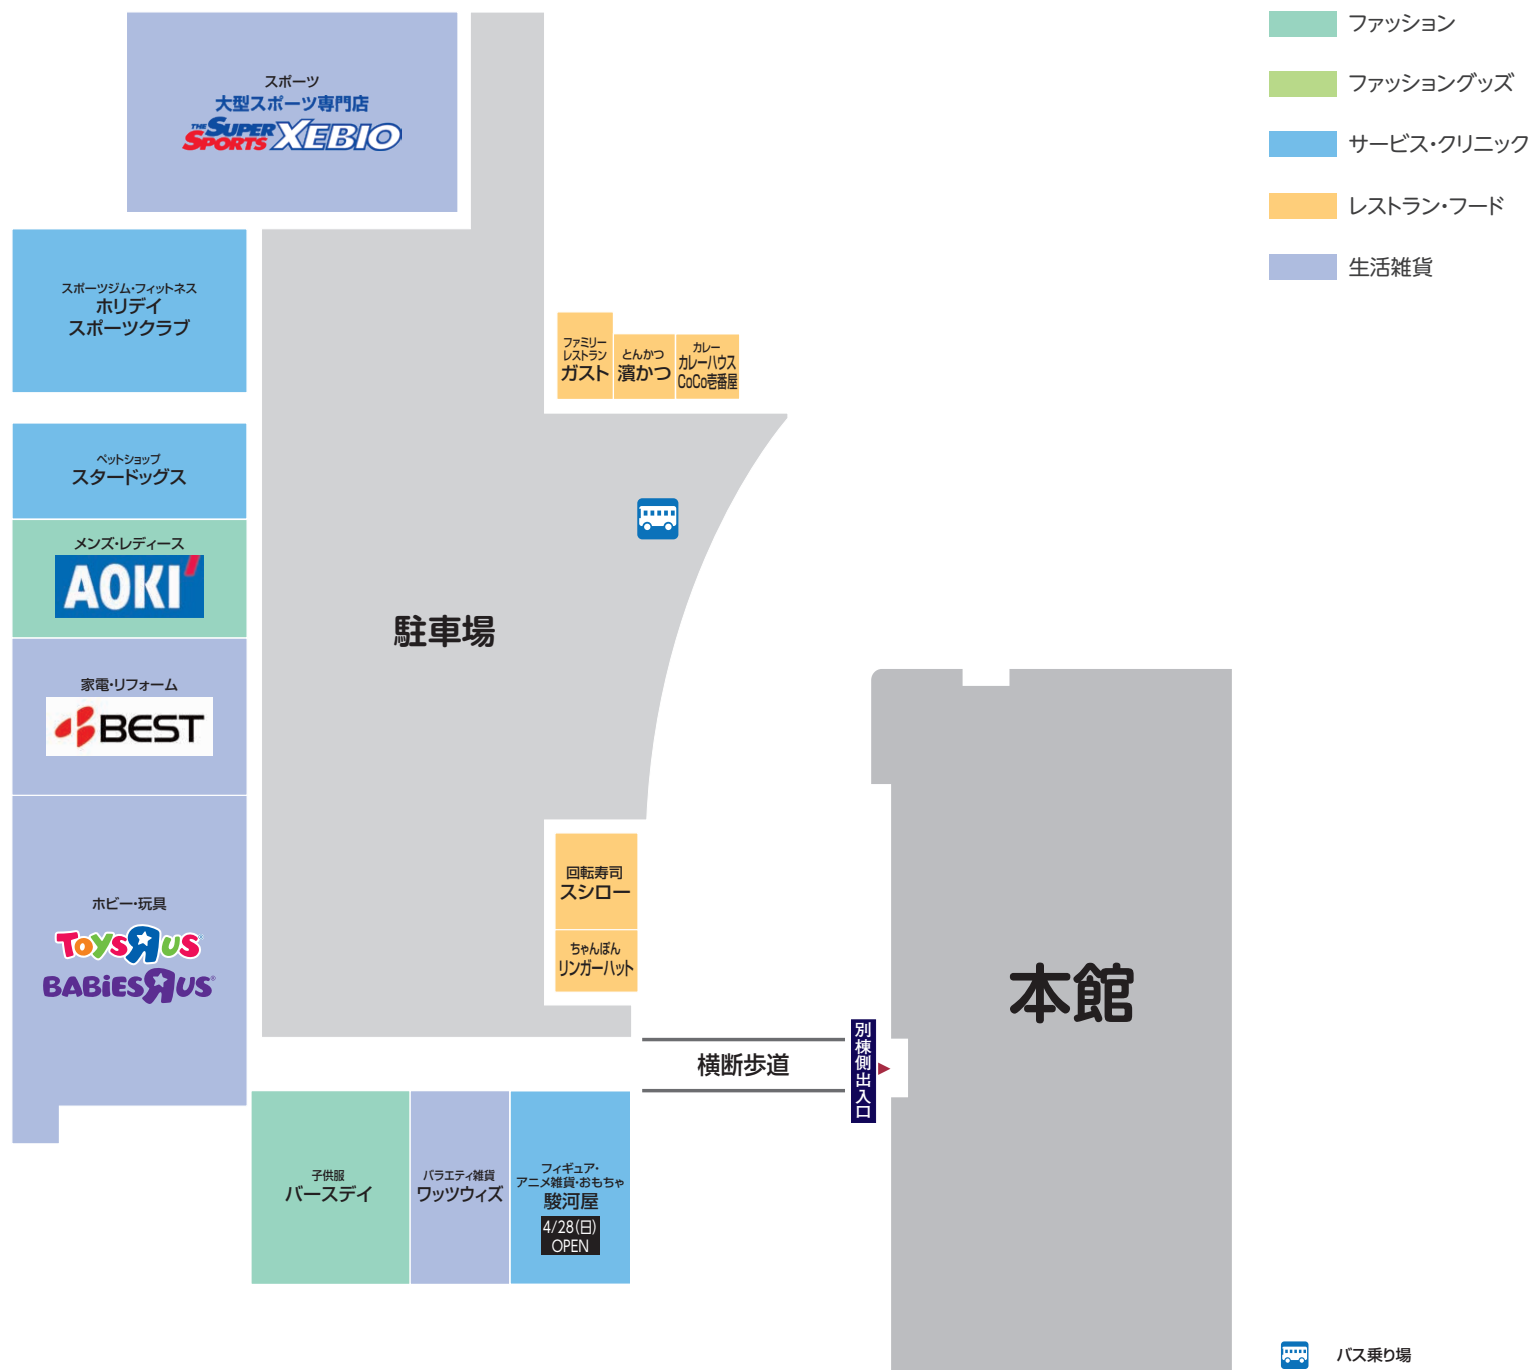 スポーツ
大型スポーツ専門店
THE SUPER SPORTS XEBIO
スポーツジム・フィットネス
ホリデイ
スポーツクラブ
ペットショップ
スタードッグス
メンズ・レディース
AOKI
家電・リフォーム
BEST
ホビー・玩具
TOYSRUS
BABIESRUS®
ファミリー
レストラン
ガスト
とんかつ
濱かつ
カレー
カレーハウス
CoCo壱番屋
駐車場
回転寿司
スシロー
ちゃんぽん
リンガーハット
横断歩道
別棟側出入口
本館
子供服
バースデイ
バラエティ雑貨
ワッツウィズ
フィギュア・
アニメ雑貨・おもちゃ
駿河屋
4/28(日)
OPEN
ファッション
ファッショングッズ
サービス・クリニック
レストラン・フード
生活雑貨
バス乗り場